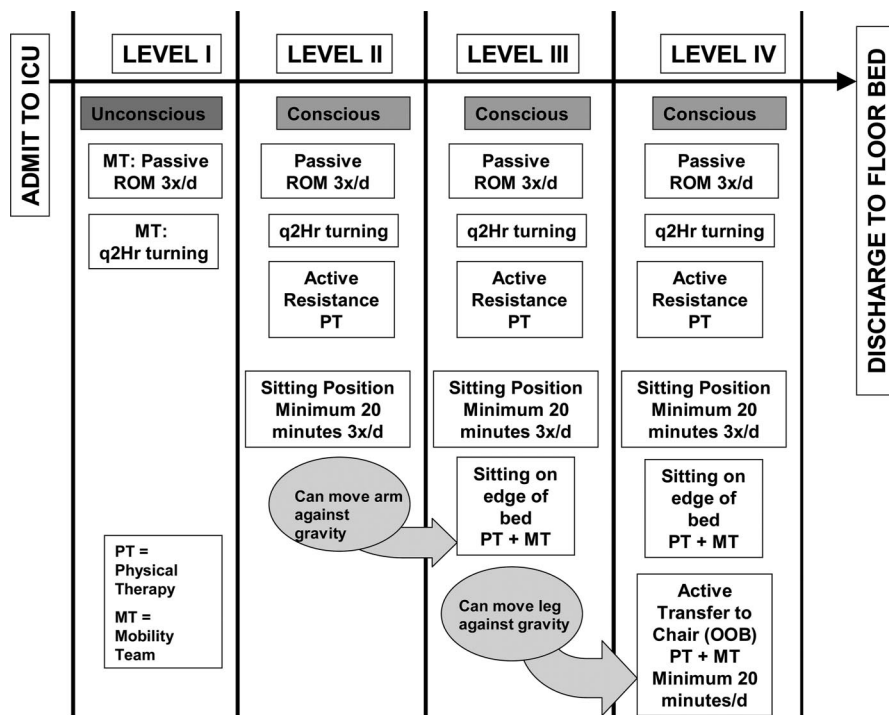 ADMIT TO ICU
LEVEL I
Unconscious
MT: Passive
ROM 3x/d
MT:
q2Hr turning
PT =
Physical
Therapy
MT =
Mobility
Team
LEVEL II
Conscious
Passive
ROM 3x/d
q2Hr turning
Active
Resistance
PT
Sitting Position
Minimum 20
minutes 3x/d
Can move arm
against
gravity
LEVEL III
Conscious
Passive
ROM 3x/d
q2Hr turning
Active
Resistance
PT
Sitting Position
Minimum 20
minutes 3x/d
Sitting on
edge of
bed
PT + MT
Can move leg
against gravity
LEVEL IV
Conscious
Passive
ROM 3x/d
q2Hr turning
Active
Resistance
PT
Sitting Position
Minimum 20
minutes 3x/d
Sitting on
edge of
bed
PT + MT
Active
Transfer to
Chair (OOB)
PT + MT
Minimum 20
minutes/d
DISCHARGE TO FLOOR BED